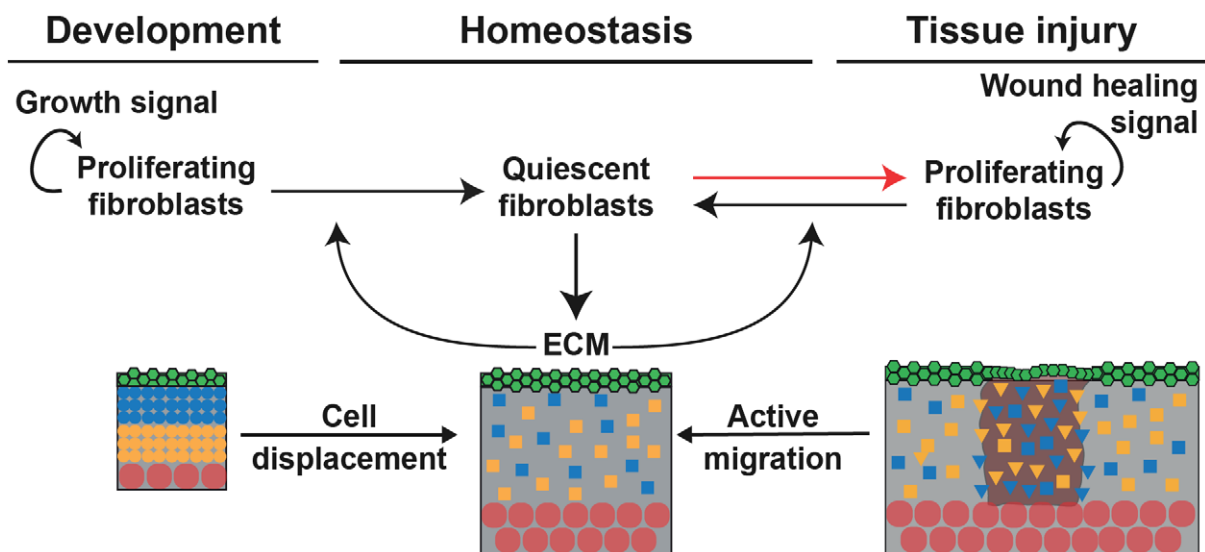 Development
Homeostasis
Tissue injury
Growth signal
Wound healing
signal
Proliferating
fibroblasts
Quiescent
fibroblasts
Proliferating
fibroblasts
ECM
Cell
displacement
Active
migration